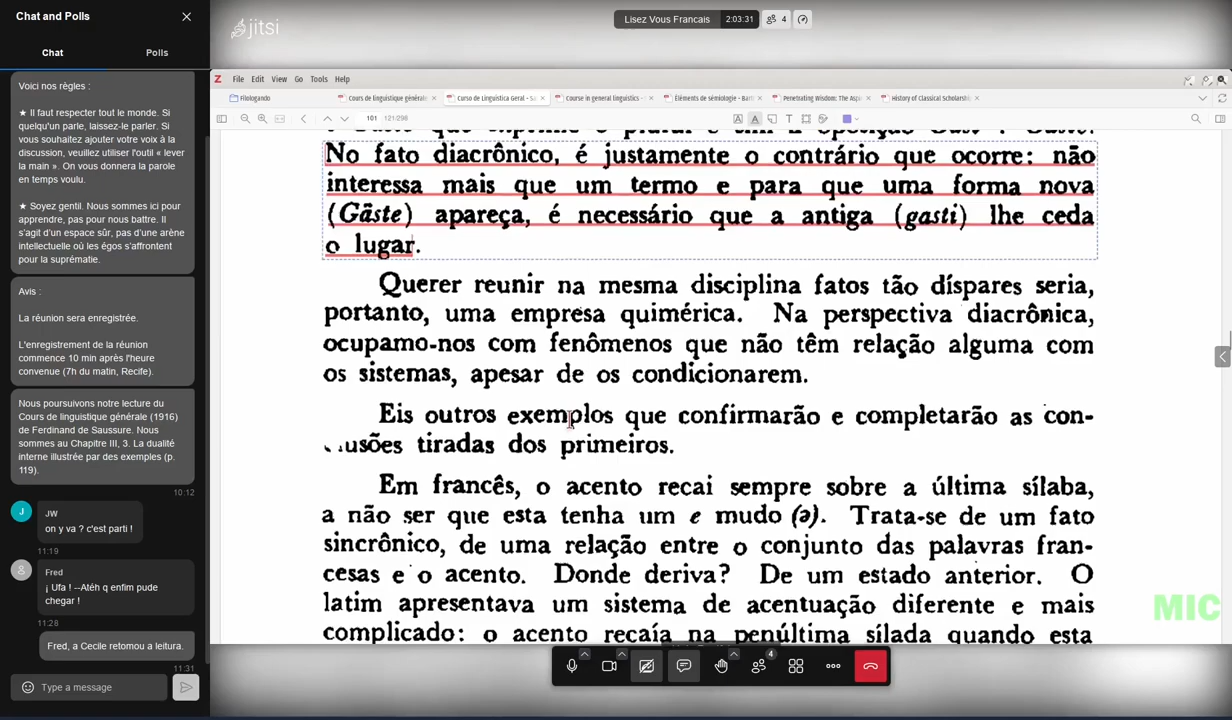 Chat and Polls
Chat
Polls
Voici nos règles :
★ Il faut respecter tout le monde. Si
quelqu'un parle, laissez-le parler. Si
vous souhaitez ajouter votre voix à la
discussion, veuillez utiliser l'outil « lever
la main ». On vous donnera la parole
en temps voulu.
★ Soyez gentil. Nous sommes ici pour
apprendre, pas pour nous battre. Il
s'agit d'un espace sûr, pas d'une arène
intellectuelle où les égos s'affrontent
pour la suprématie.
Avis :
La réunion sera enregistrée.
L'enregistrement de la réunion
commence 10 min après l'heure
convenue (7h du matin, Recife).
Nous poursuivons notre lecture du
Cours de linguistique générale (1916)
de Ferdinand de Saussure. Nous
sommes au Chapitre III, 3. La dualité
interne illustrée par des exemples (p.
119).
10:12
J
JW
on y va ? c'est parti !
11:19
Fred
¡ Ufa ! --Atéh q enfim pude
chegar !
11:28
Fred, a Cecile retomou a leitura.
11:31
Type a message
jitsi
Lisez Vous Francais
2:03:31
4
Z File Edit View Go Tools Help
Filologando
Cours de linguistique générale
Curso de Linguistica Geral - Sa
Course in general linguistics -
Eléments de sémiologie - Bart
Penetrating Wisdom: The Asp
History of Classical Scholarship
101 121/298
No fato diacrônico, é justamente o contrário que ocorre: não
interessa mais que um termo e para que uma forma nova
(Gäste) apareça, é necessário que a antiga (gasti) lhe ceda
o lugar.
Querer reunir na mesma disciplina fatos tão díspares seria,
portanto, uma empresa quimérica. Na perspectiva diacrônica,
ocupamo-nos com fenômenos que não têm relação alguma com
os sistemas, apesar de os condicionarem.
Eis outros exemplos que confirmarão e completarão as con-
usões tiradas dos primeiros.
Em francês, o acento recai sempre sobre a última sílaba,
a não ser que esta tenha um e mudo (ə). Trata-se de um fato
sincrônico, de uma relação entre o conjunto das palavras fran-
cesas e o acento. Donde deriva? De um estado anterior. O
latim apresentava um sistema de acentuação diferente e mais
complicado: o acento recaía na penúltima sílada quando esta
MIC
4